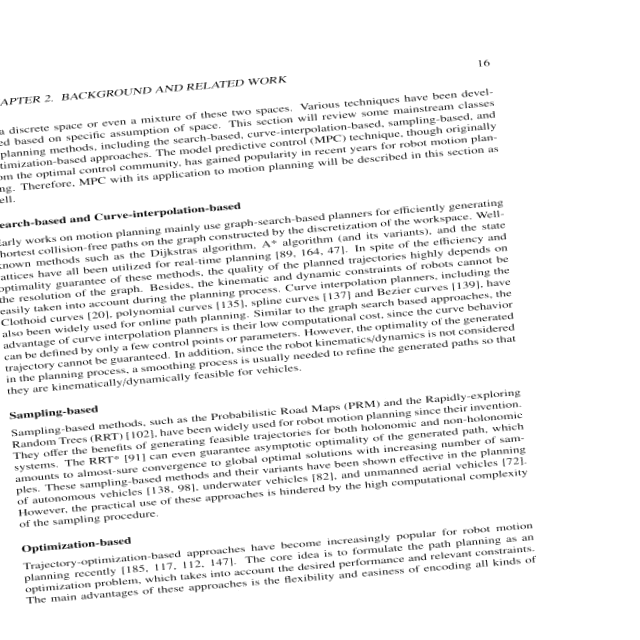 16
APTER 2. BACKGROUND AND RELATED WORK
a discrete space or even a mixture of these two spaces. Various techniques have been devel-
ed based on specific assumption of space. This section will review some mainstream classes
planning methods, including the search-based, curve-interpolation-based, sampling-based, and
timization-based approaches. The model predictive control (MPC) technique, though originally
om the optimal control community, has gained popularity in recent years for robot motion plan-
ng. Therefore, MPC with its application to motion planning will be described in this section as
ell.
earch-based and Curve-interpolation-based
Early works on motion planning mainly use graph-search-based planners for efficiently generating
shortest collision-free paths on the graph constructed by the discretization of the workspace. Well-
known methods such as the Dijkstras algorithm, A* algorithm (and its variants), and the state
lattices have all been utilized for real-time planning [89, 164, 47]. In spite of the efficiency and
optimality guarantee of these methods, the quality of the planned trajectories highly depends on
the resolution of the graph. Besides, the kinematic and dynamic constraints of robots cannot be
easily taken into account during the planning process. Curve interpolation planners, including the
Clothoid curves [20], polynomial curves [135], spline curves [137] and Bezier curves [139], have
also been widely used for online path planning. Similar to the graph search based approaches, the
advantage of curve interpolation planners is their low computational cost, since the curve behavior
can be defined by only a few control points or parameters. However, the optimality of the generated
trajectory cannot be guaranteed. In addition, since the robot kinematics/dynamics is not considered
in the planning process, a smoothing process is usually needed to refine the generated paths so that
they are kinematically/dynamically feasible for vehicles.
Sampling-based
Sampling-based methods, such as the Probabilistic Road Maps (PRM) and the Rapidly-exploring
Random Trees (RRT) [102], have been widely used for robot motion planning since their invention.
They offer the benefits of generating feasible trajectories for both holonomic and non-holonomic
systems. The RRT* [91] can even guarantee asymptotic optimality of the generated path, which
amounts to almost-sure convergence to global optimal solutions with increasing number of sam-
ples. These sampling-based methods and their variants have been shown effective in the planning
of autonomous vehicles [138, 98], underwater vehicles [82], and unmanned aerial vehicles [72].
However, the practical use of these approaches is hindered by the high computational complexity
of the sampling procedure.
Optimization-based
Trajectory-optimization-based approaches have become increasingly popular for robot motion
planning recently [185, 117, 112, 147]. The core idea is to formulate the path planning as an
optimization problem, which takes into account the desired performance and relevant constraints.
The main advantages of these approaches is the flexibility and easiness of encoding all kinds of